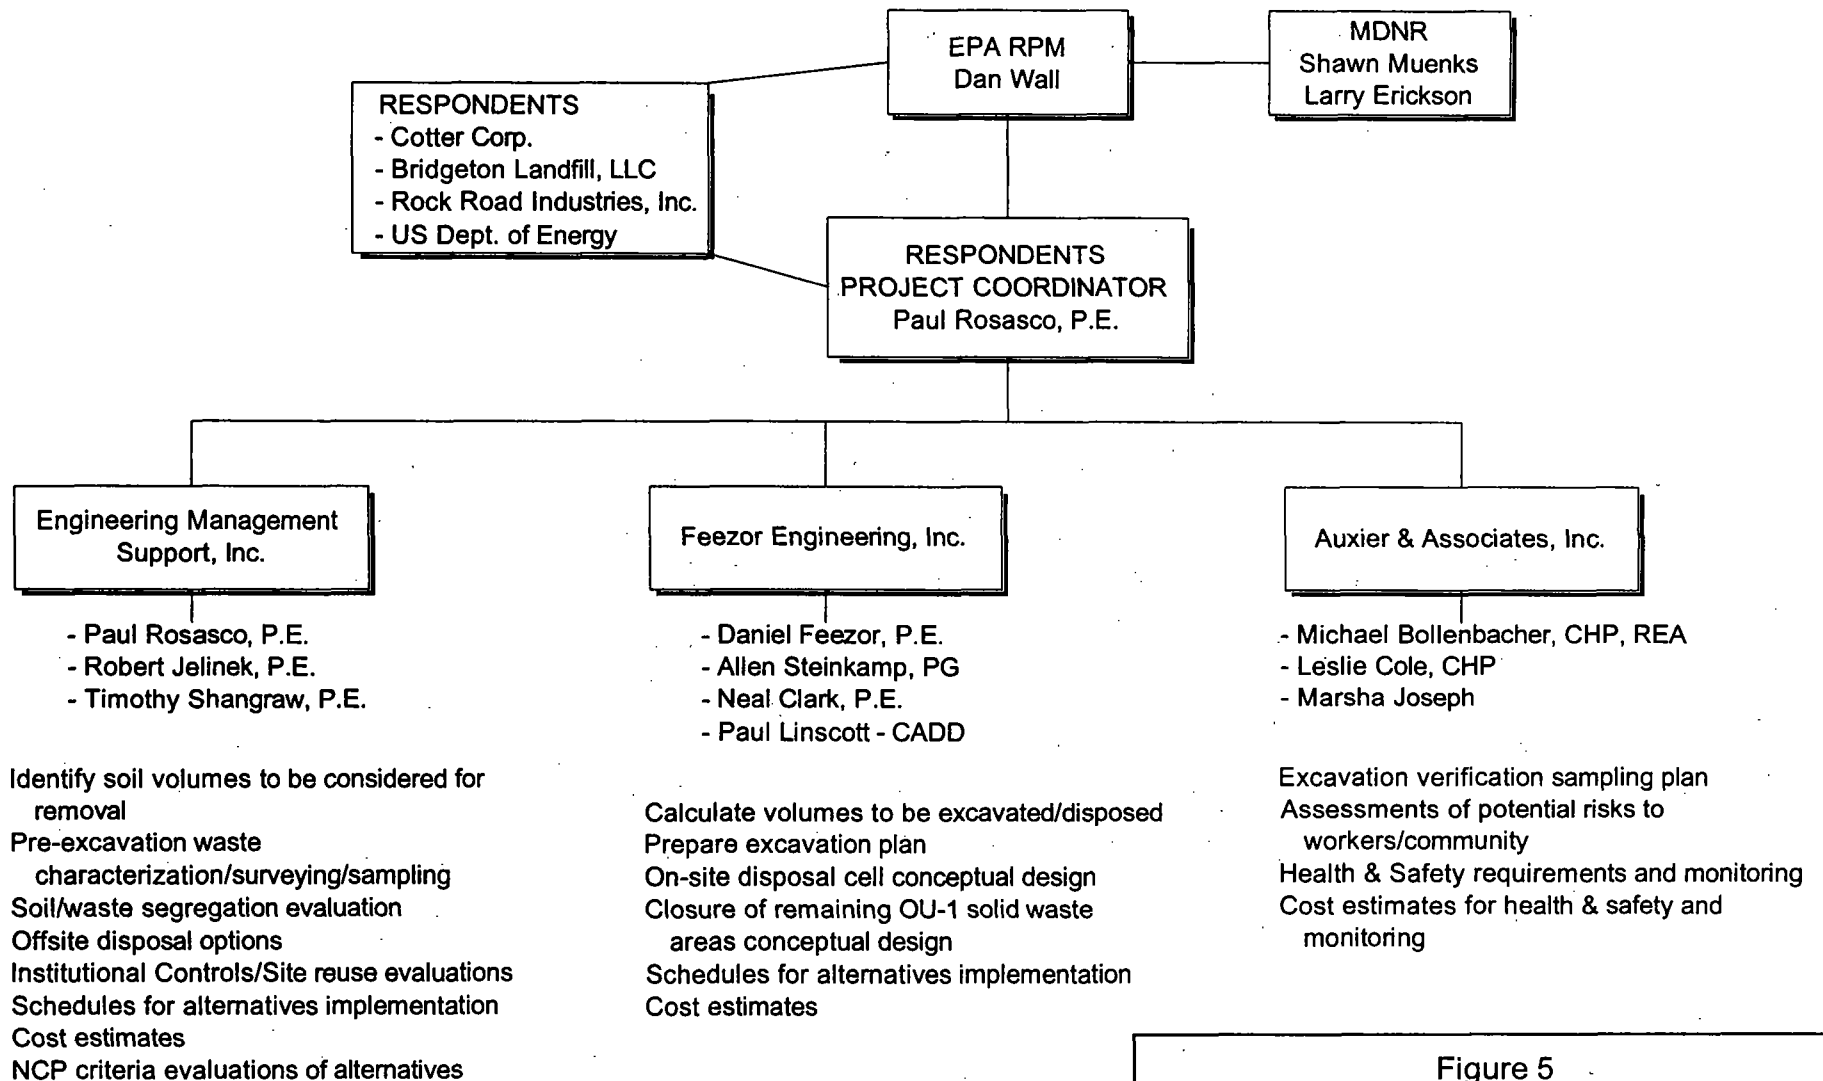 EPA RPM
Dan Wall
MDNR
Shawn Muenks
Larry Erickson
RESPONDENTS
- Cotter Corp.
- Bridgeton Landfill, LLC
- Rock Road Industries, Inc.
- US Dept. of Energy
RESPONDENTS
PROJECT COORDINATOR
Paul Rosasco, P.E.
Engineering Management
Support, Inc.
- Paul Rosasco, P.E.
- Robert Jelinek, P.E.
- Timothy Shangraw, P.E.
Identify soil volumes to be considered for
removal
Pre-excavation waste
characterization/surveying/sampling
Soil/waste segregation evaluation
Offsite disposal options
Institutional Controls/Site reuse evaluations
Schedules for alternatives implementation
Cost estimates
NCP criteria evaluations of alternatives
Feezor Engineering, Inc.
- Daniel Feezor, P.E.
- Allen Steinkamp, PG
- Neal Clark, P.E.
- Paul Linscott - CADD
Calculate volumes to be excavated/disposed
Prepare excavation plan
On-site disposal cell conceptual design
Closure of remaining OU-1 solid waste
areas conceptual design
Schedules for alternatives implementation
Cost estimates
Auxier & Associates, Inc.
- Michael Bollenbacher, CHP, REA
- Leslie Cole, CHP
- Marsha Joseph
Excavation verification sampling plan
Assessments of potential risks to
workers/community
Health & Safety requirements and monitoring
Cost estimates for health & safety and
monitoring
Figure 5